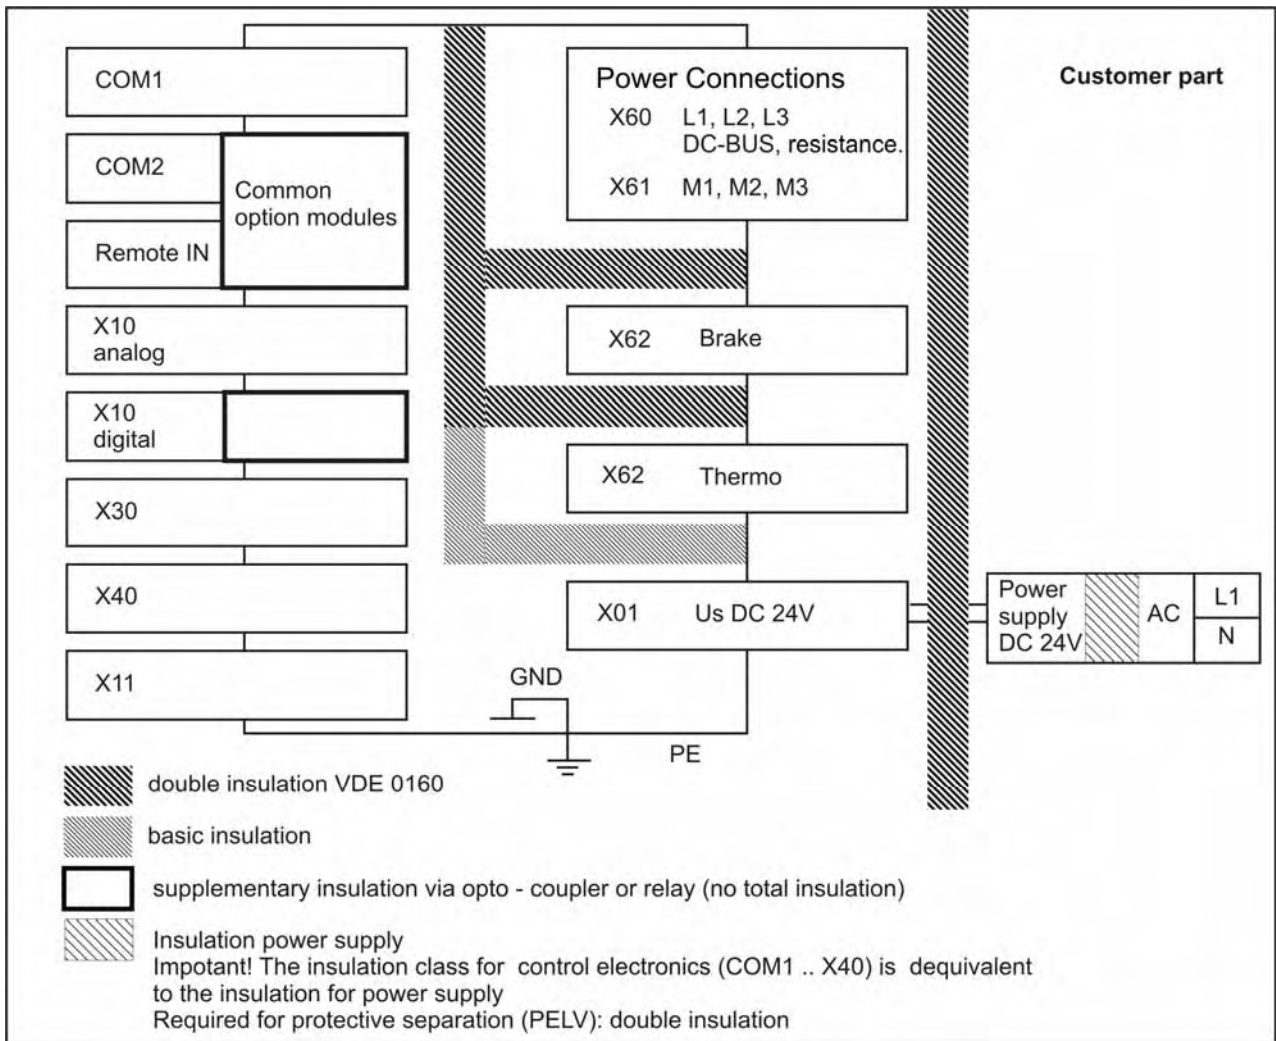 COM1
COM2
Remote IN
Common
option modules
X10
analog
X10
digital
X30
X40
X11
Power Connections
X60 L1, L2, L3
DC-BUS, resistance.
X61 M1, M2, M3
X62 Brake
X62 Thermo
X01 Us DC 24V
GND
PE
Customer part
Power
supply
DC 24V
AC
L1
N
double insulation VDE 0160
basic insulation
supplementary insulation via opto - coupler or relay (no total insulation)
Insulation power supply
Impotant! The insulation class for control electronics (COM1 .. X40) is dequivalent
to the insulation for power supply
Required for protective separation (PELV): double insulation